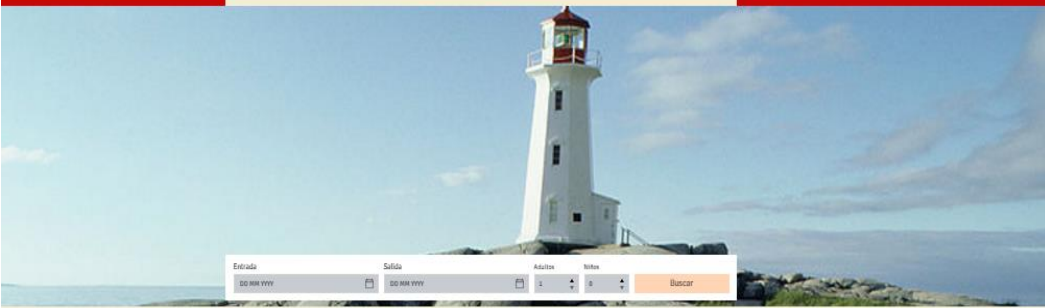 Entrada Salida Adultos Niños
DD MM YYYY DD MM YYYY 1 0 Buscar